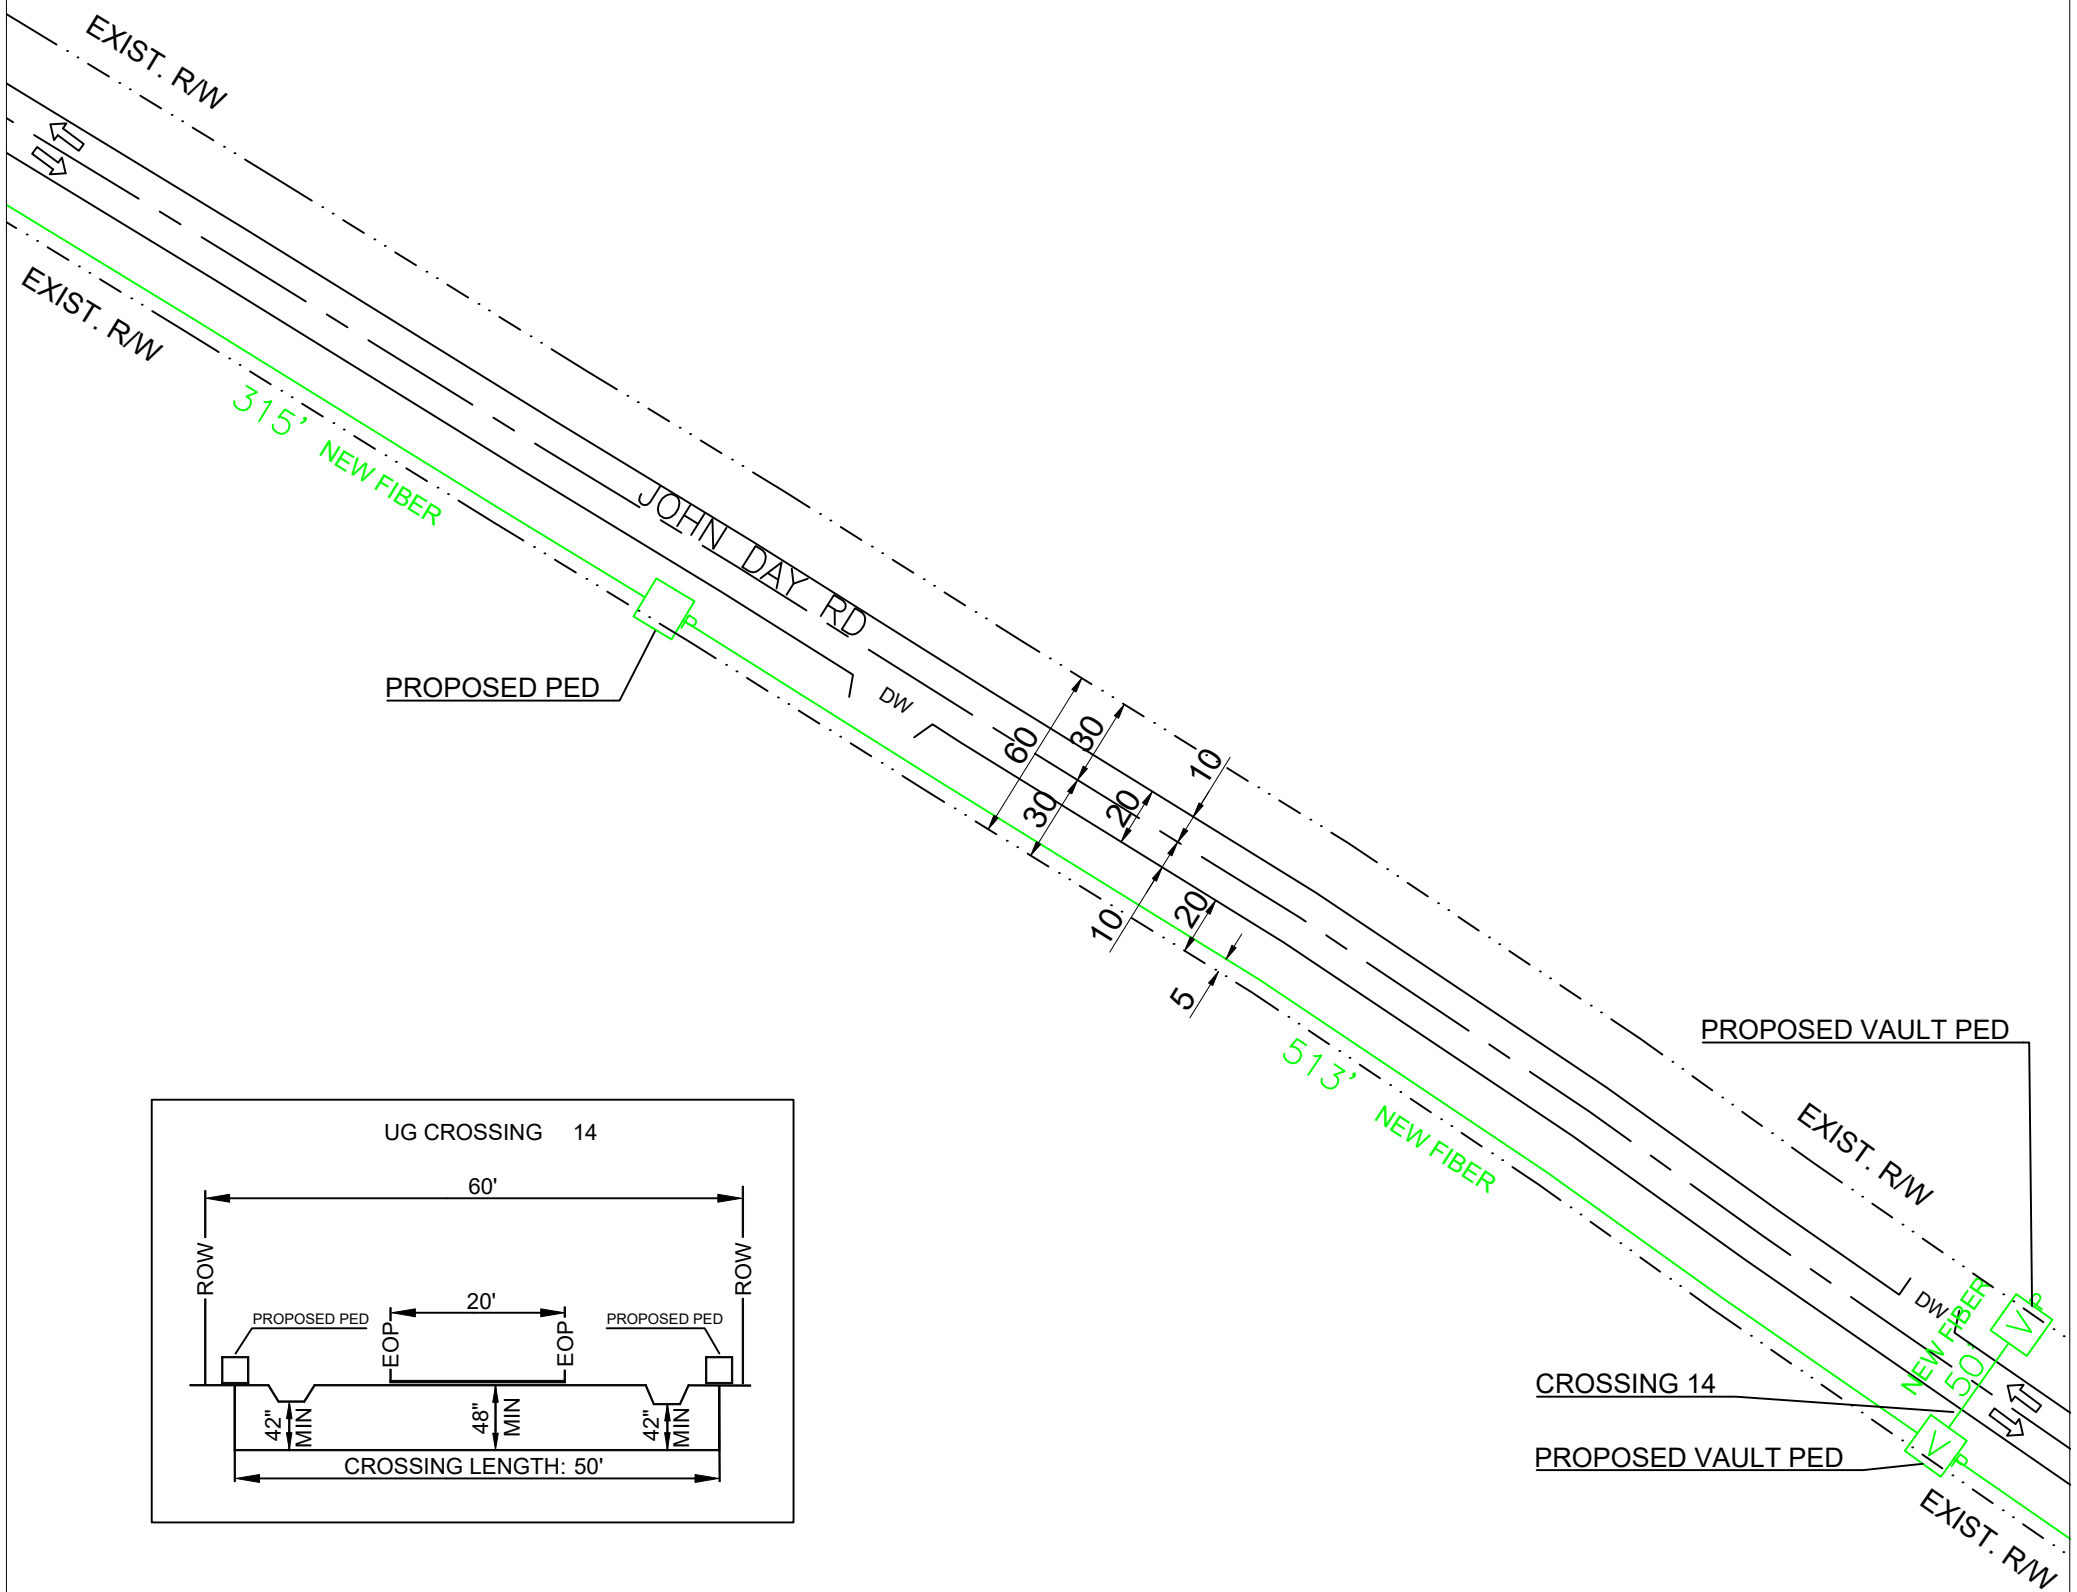 EXIST. R/W
EXIST. R/W
315' NEW FIBER
JOHN DAY RD
PROPOSED PED
P
DW
60
30
30
20
10
10
20
5
513' NEW FIBER
PROPOSED VAULT PED
EXIST. R/W
DW
NEW FIBER
50'
V
P
CROSSING 14
V
P
PROPOSED VAULT PED
EXIST. R/W
UG CROSSING 14
60'
ROW
ROW
20'
PROPOSED PED
PROPOSED PED
EOP
EOP
42"
MIN
48"
MIN
42"
MIN
CROSSING LENGTH: 50'